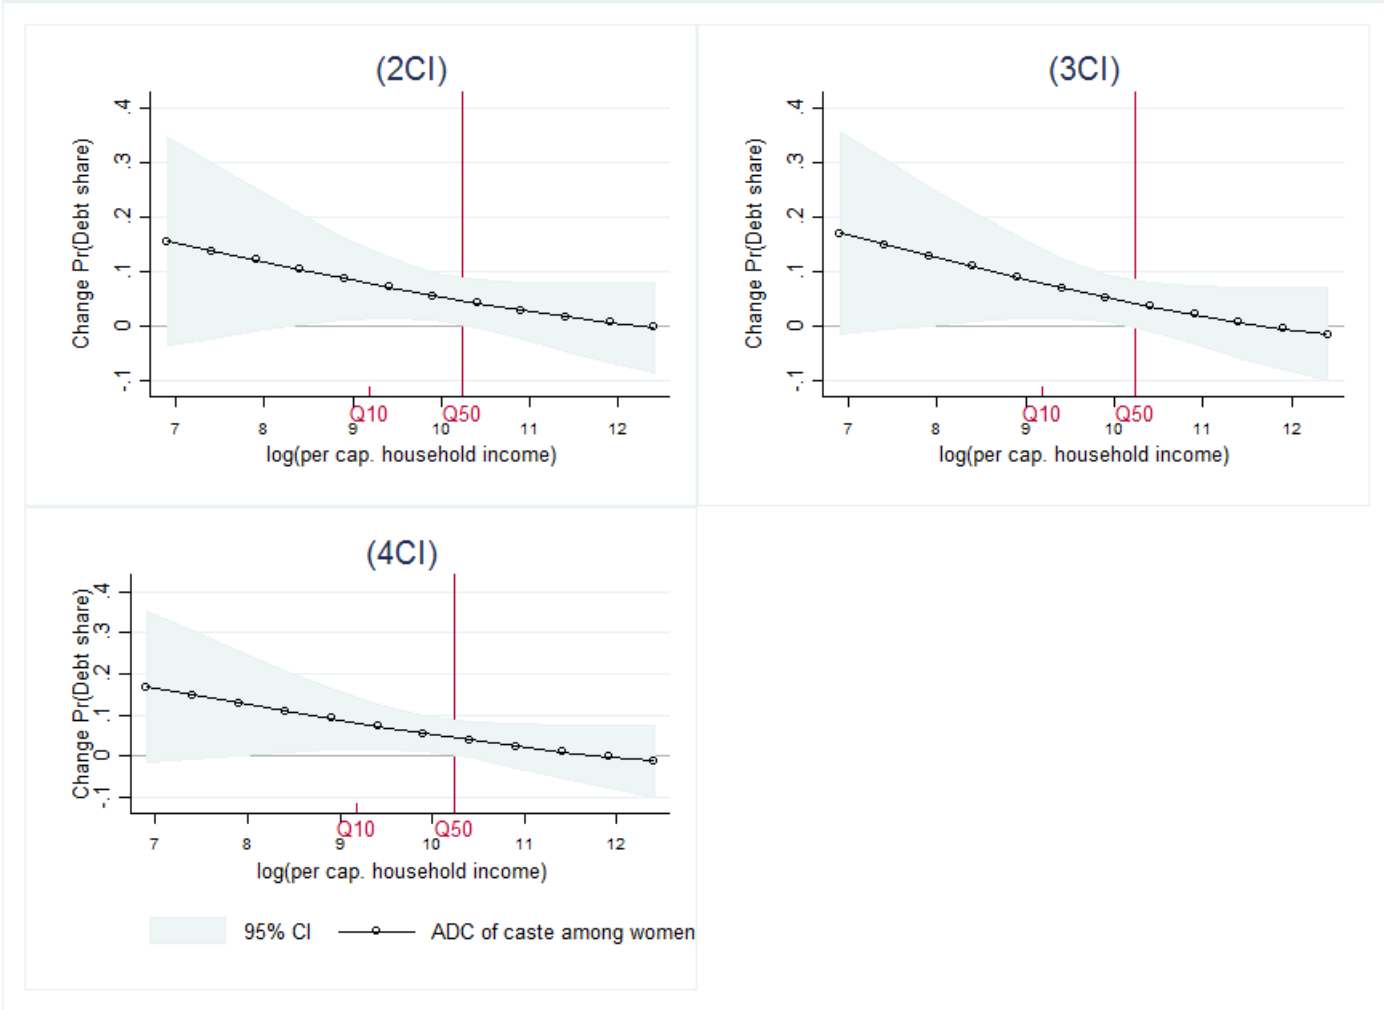 (2CI)
Change Pr(Debt share)
.4
.3
.2
.1
0
-.1
Q10 Q50
7 8 9 10 11 12
log(per cap. household income)
(3CI)
Change Pr(Debt share)
.4
.3
.2
.1
0
-.1
Q10 Q50
7 8 9 10 11 12
log(per cap. household income)
(4CI)
Change Pr(Debt share)
.4
.3
.2
.1
0
-.1
Q10 Q50
7 8 9 10 11 12
log(per cap. household income)
95% CI ADC of caste among women